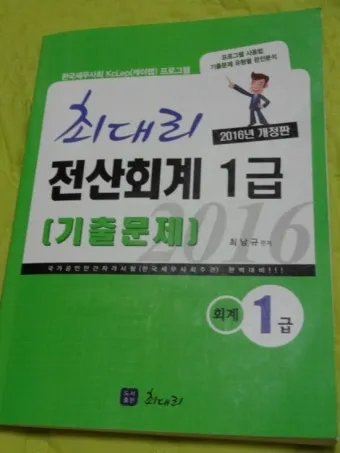 한국세무사회 KcLep(케이렙) 프로그램
프로그램 사용법
기출문제 유형별 완전분석
최대리
2016년 개정판
전산회계 1급
2016
(기출문제)
최남규 편저
국가공인민간자격시험(한국세무사회주관) 완벽대비!!!
회계 1급
도서출판 최대리